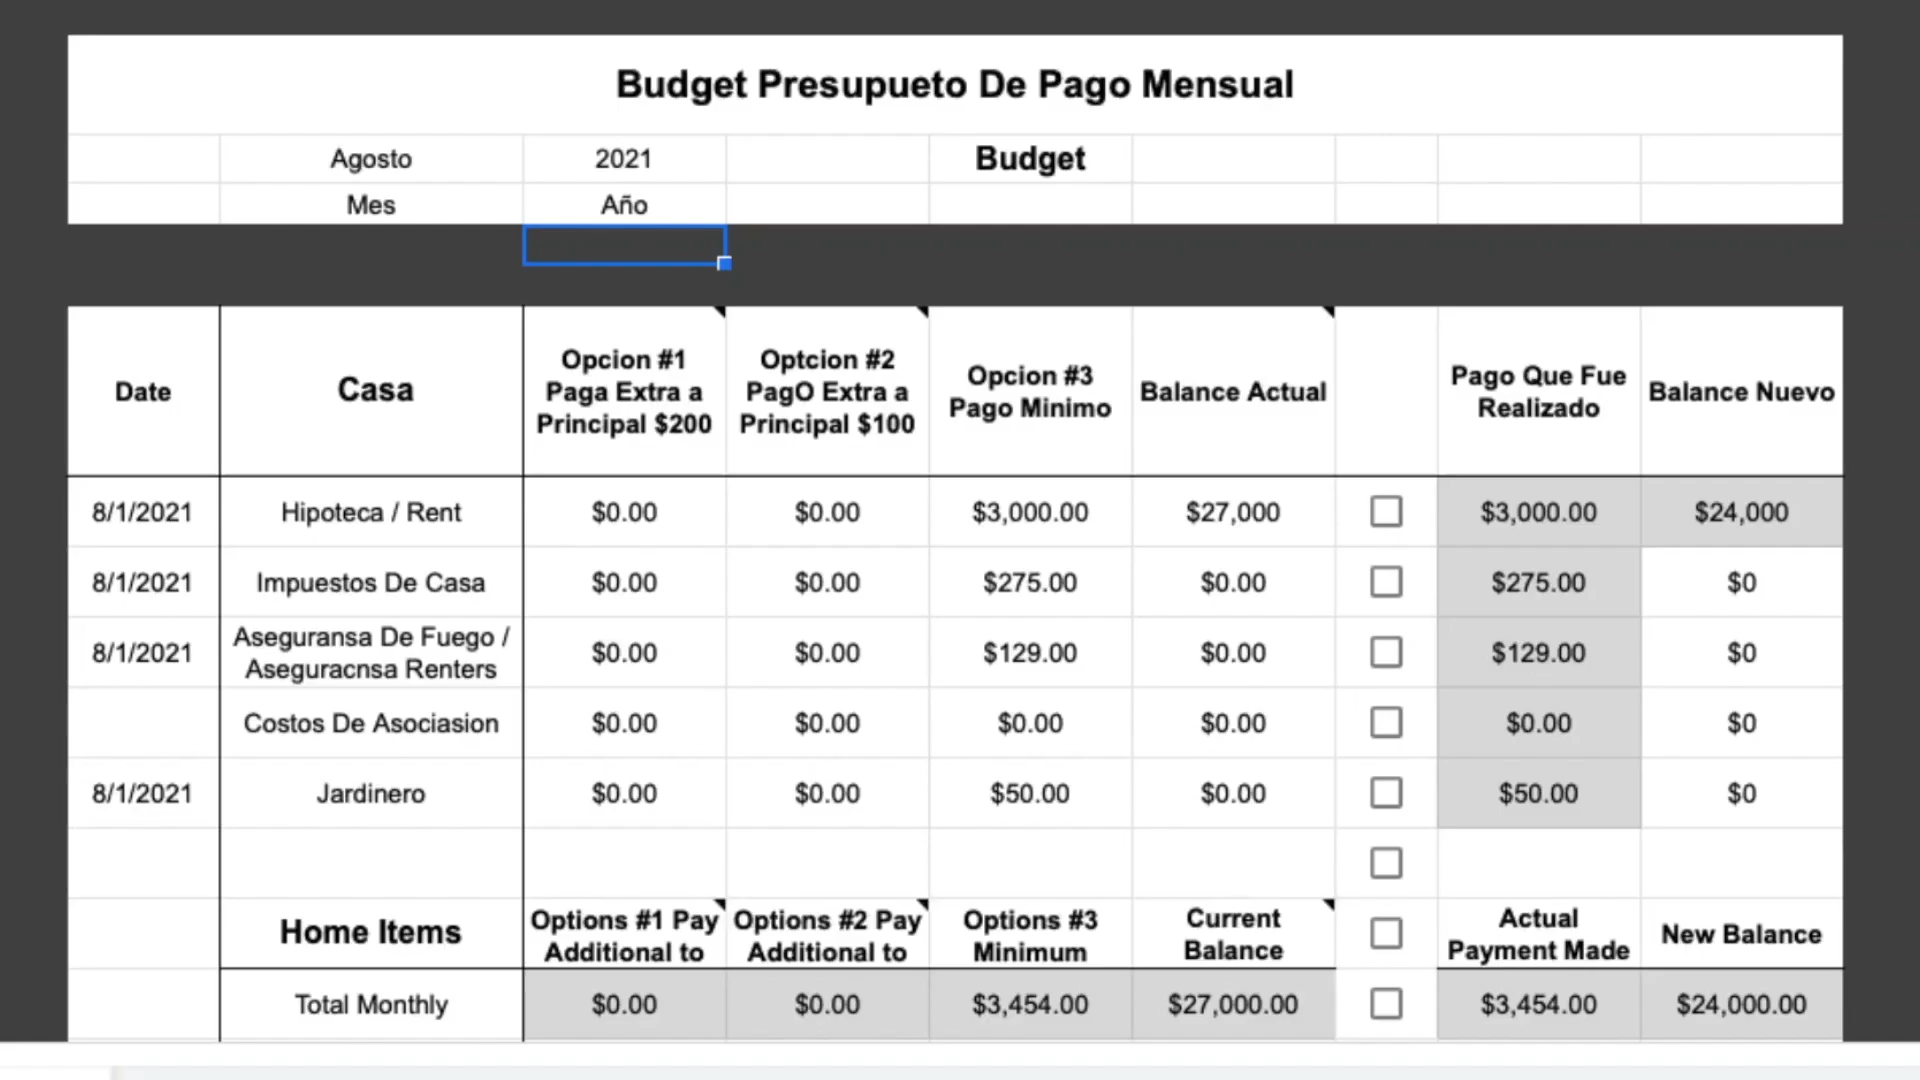 Budget Presupueto De Pago Mensual
Agosto 2021 Budget
Mes Año
Date Casa Opcion #1 Paga Extra a Principal $200 Optcion #2 PagO Extra a Principal $100 Opcion #3 Pago Minimo Balance Actual Pago Que Fue Realizado Balance Nuevo
8/1/2021 Hipoteca / Rent $0.00 $0.00 $3,000.00 $27,000 $3,000.00 $24,000
8/1/2021 Impuestos De Casa $0.00 $0.00 $275.00 $0.00 $275.00 $0
8/1/2021 Aseguransa De Fuego / Aseguracnsa Renters $0.00 $0.00 $129.00 $0.00 $129.00 $0
Costos De Asociasion $0.00 $0.00 $0.00 $0.00 $0.00 $0
8/1/2021 Jardinero $0.00 $0.00 $50.00 $0.00 $50.00 $0
Home Items Options #1 Pay Additional to Options #2 Pay Additional to Options #3 Minimum Current Balance Actual Payment Made New Balance
Total Monthly $0.00 $0.00 $3,454.00 $27,000.00 $3,454.00 $24,000.00